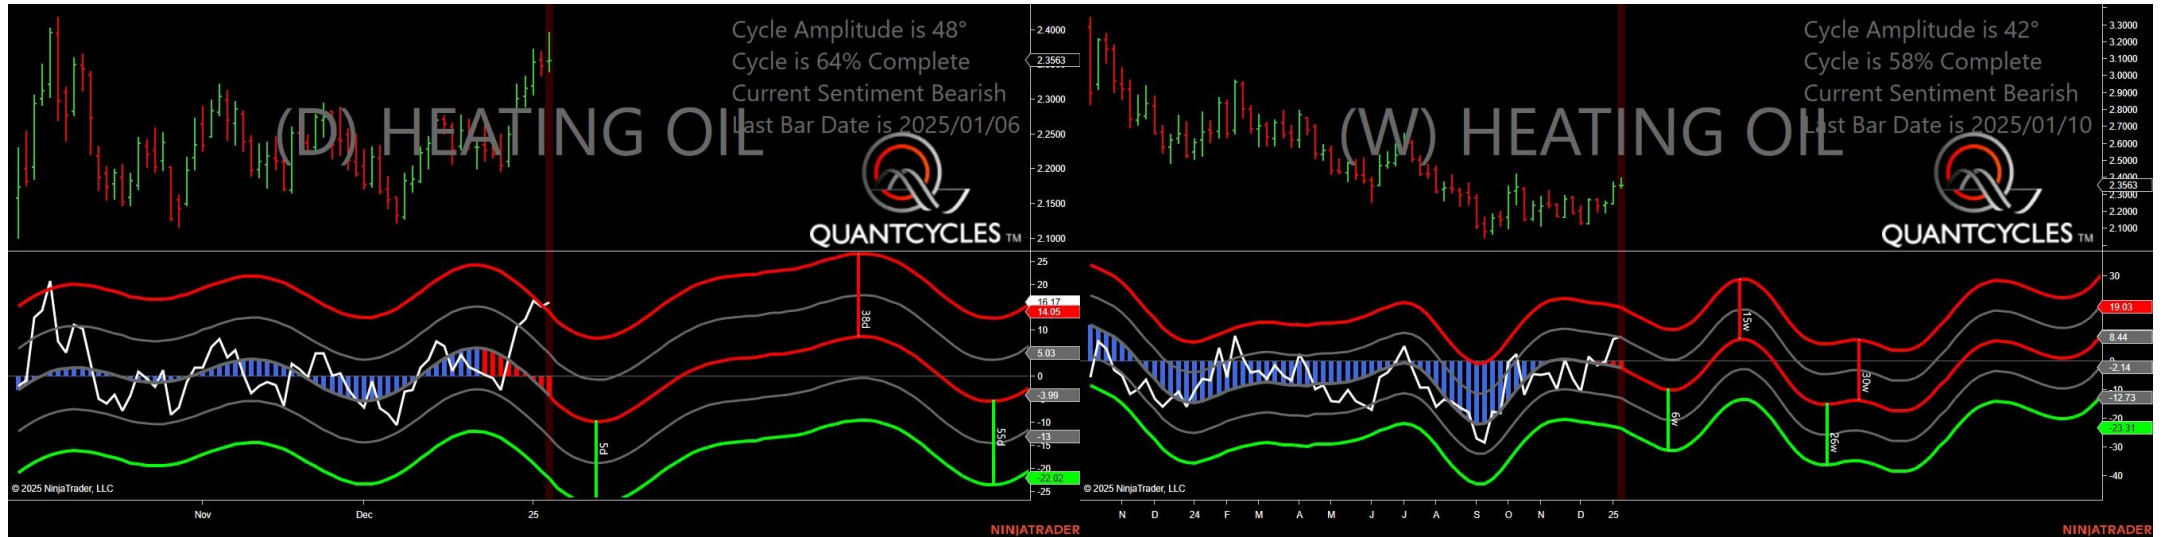 Cycle Amplitude is 48°
Cycle is 64% Complete
Current Sentiment Bearish
Last Bar Date is 2025/01/06
(D) HEATING OIL
QUANTCYCLES TM
2.4000
2.3563
2.3000
2.2500
2.2000
2.1500
2.1000
25
20
16.17
14.05
10
5.03
0
-3.99
-10
-13
-15
-20
-22.02
-25
5d
38d
55d
© 2025 NinjaTrader, LLC
Nov
Dec
25
NINJATRADER
Cycle Amplitude is 42°
Cycle is 58% Complete
Current Sentiment Bearish
Last Bar Date is 2025/01/10
(W) HEATING OIL
QUANTCYCLES TM
3.3000
3.2000
3.1000
3.0000
2.9000
2.8000
2.7000
2.6000
2.5000
2.4000
2.3563
2.3000
2.2000
2.1000
30
19.03
8.44
0
-2.14
-10
-12.73
-20
-23.31
-30
-40
6w
15w
26w
30w
© 2025 NinjaTrader, LLC
N
D
24
F
M
A
M
J
J
A
S
O
N
D
25
NINJATRADER